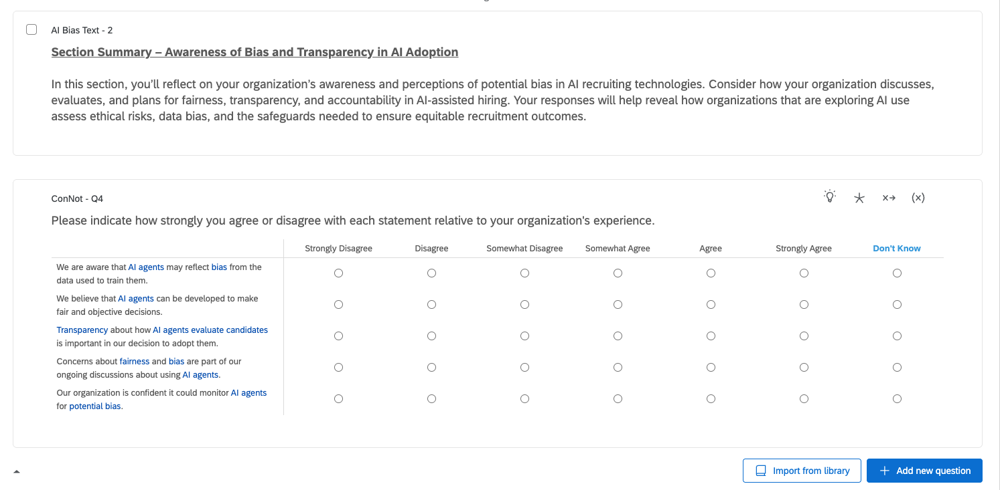 AI Bias Text - 2
Section Summary – Awareness of Bias and Transparency in AI Adoption
In this section, you’ll reflect on your organization’s awareness and perceptions of potential bias in AI recruiting technologies. Consider how your organization discusses,
evaluates, and plans for fairness, transparency, and accountability in AI-assisted hiring. Your responses will help reveal how organizations that are exploring AI use
assess ethical risks, data bias, and the safeguards needed to ensure equitable recruitment outcomes.
ConNot - Q4
Please indicate how strongly you agree or disagree with each statement relative to your organization's experience.
Strongly Disagree Disagree Somewhat Disagree Somewhat Agree Agree Strongly Agree Don't Know
We are aware that AI agents may reflect bias from the
data used to train them.
We believe that AI agents can be developed to make
fair and objective decisions.
Transparency about how AI agents evaluate candidates
is important in our decision to adopt them.
Concerns about fairness and bias are part of our
ongoing discussions about using AI agents.
Our organization is confident it could monitor AI agents
for potential bias.
Import from library
Add new question